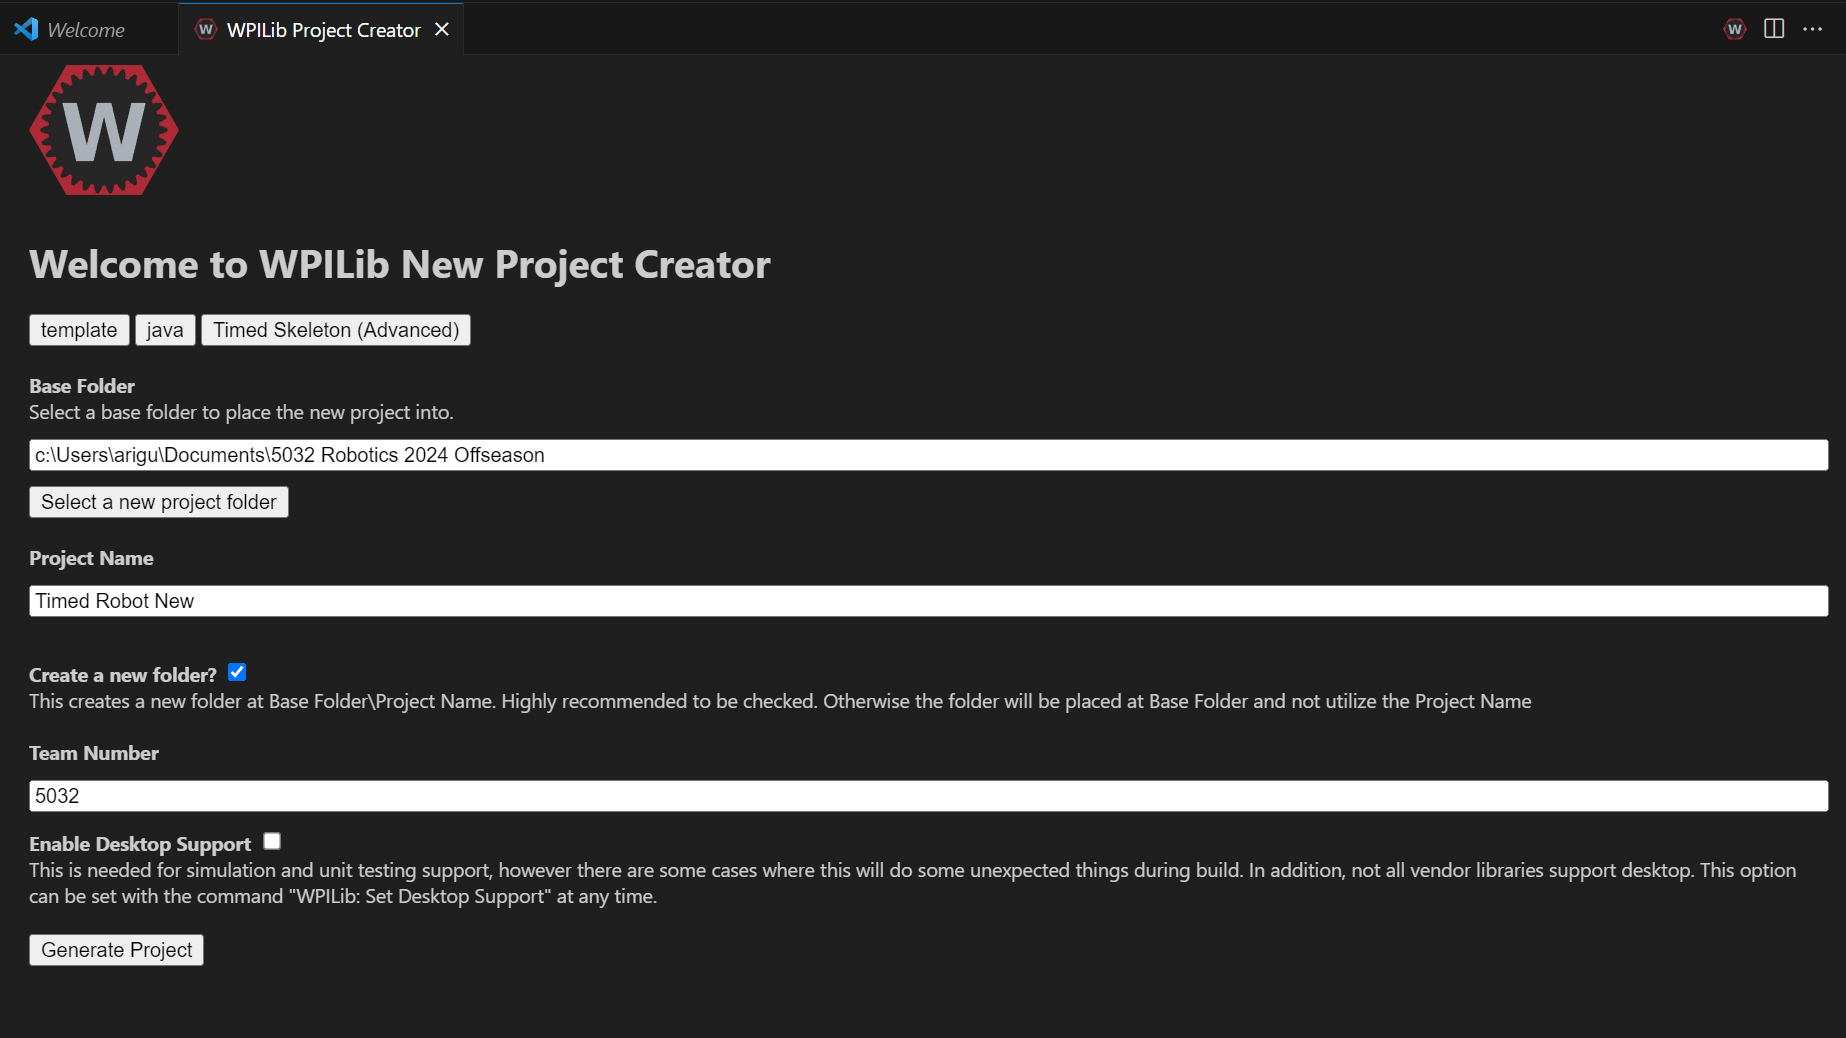 Welcome
WPILib Project Creator
W
Welcome to WPILib New Project Creator
template java Timed Skeleton (Advanced)
Base Folder
Select a base folder to place the new project into.
c:\Users\arigu\Documents\5032 Robotics 2024 Offseason
Select a new project folder
Project Name
Timed Robot New
Create a new folder?
This creates a new folder at Base Folder\Project Name. Highly recommended to be checked. Otherwise the folder will be placed at Base Folder and not utilize the Project Name
Team Number
5032
Enable Desktop Support
This is needed for simulation and unit testing support, however there are some cases where this will do some unexpected things during build. In addition, not all vendor libraries support desktop. This option
can be set with the command "WPILib: Set Desktop Support" at any time.
Generate Project